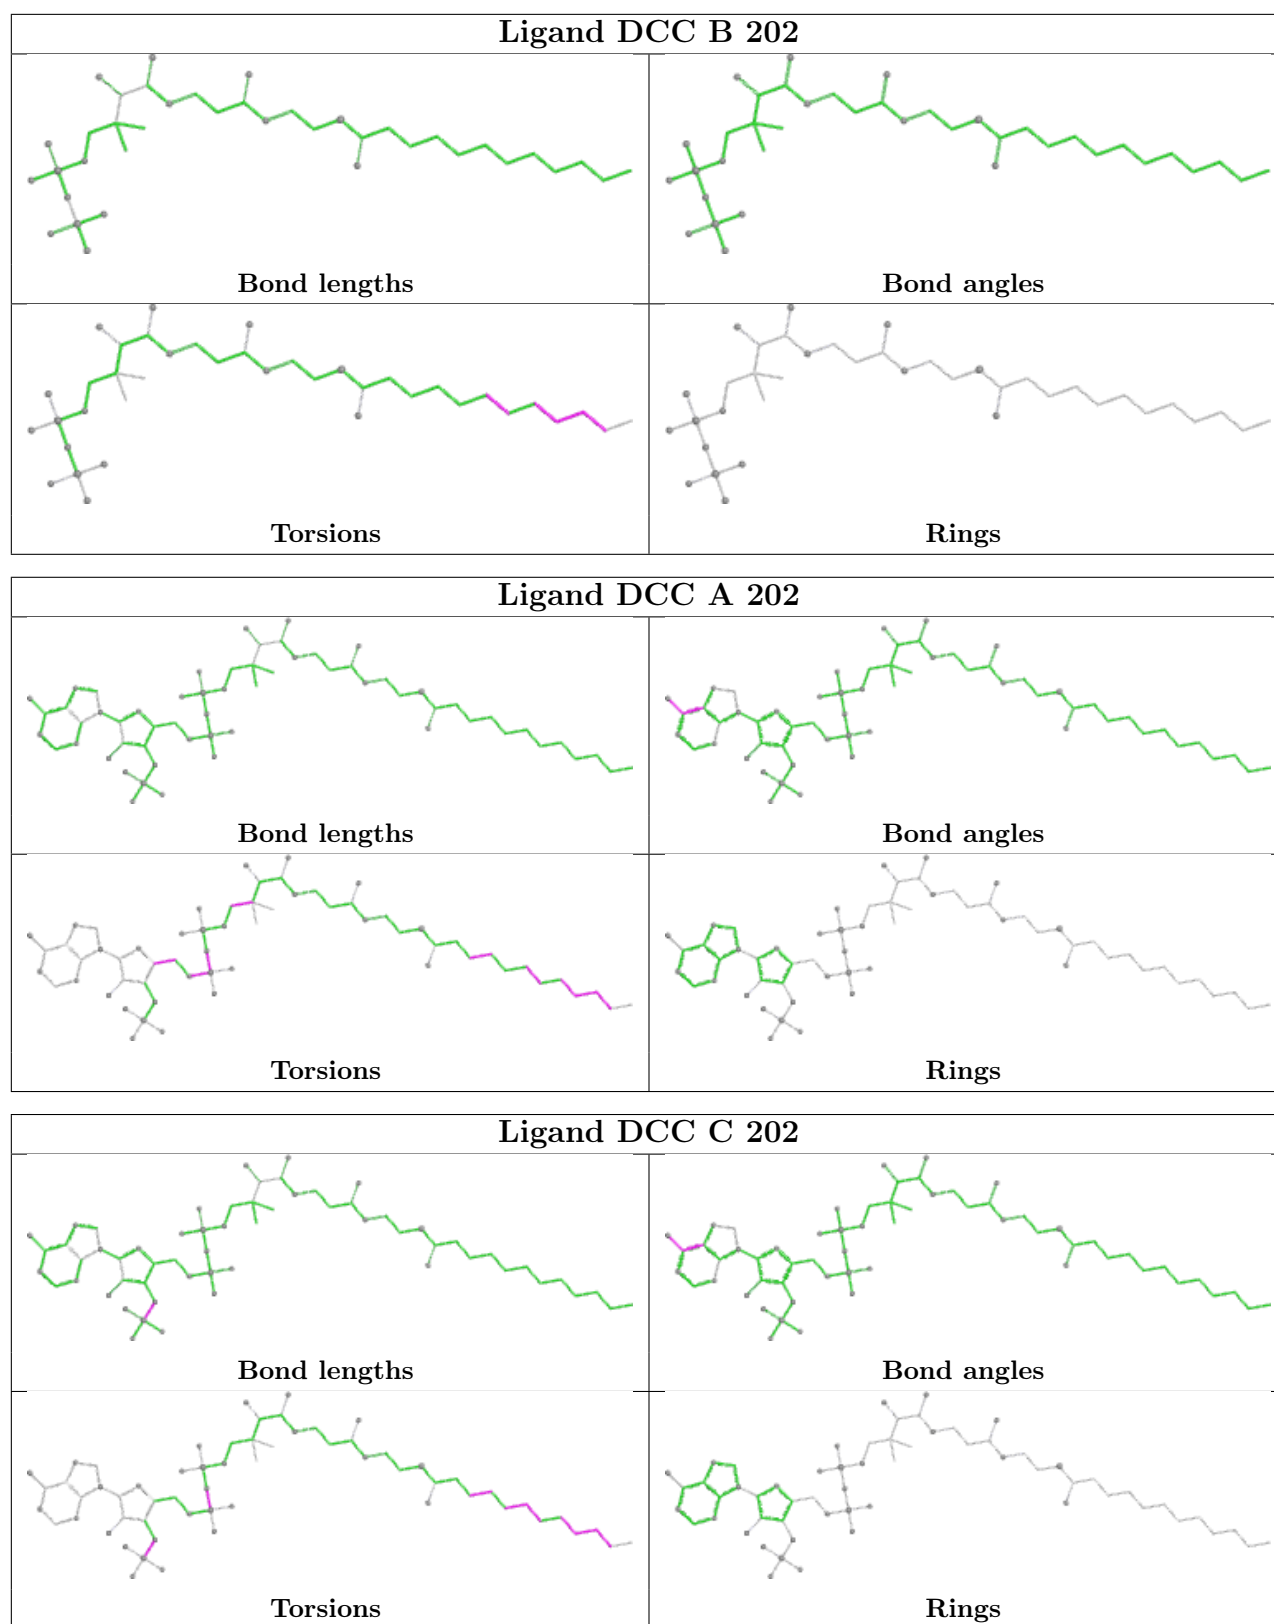 Ligand DCC B 202
Bond lengths
Bond angles
Torsions
Rings
Ligand DCC A 202
Bond lengths
Bond angles
Torsions
Rings
Ligand DCC C 202
Bond lengths
Bond angles
Torsions
Rings